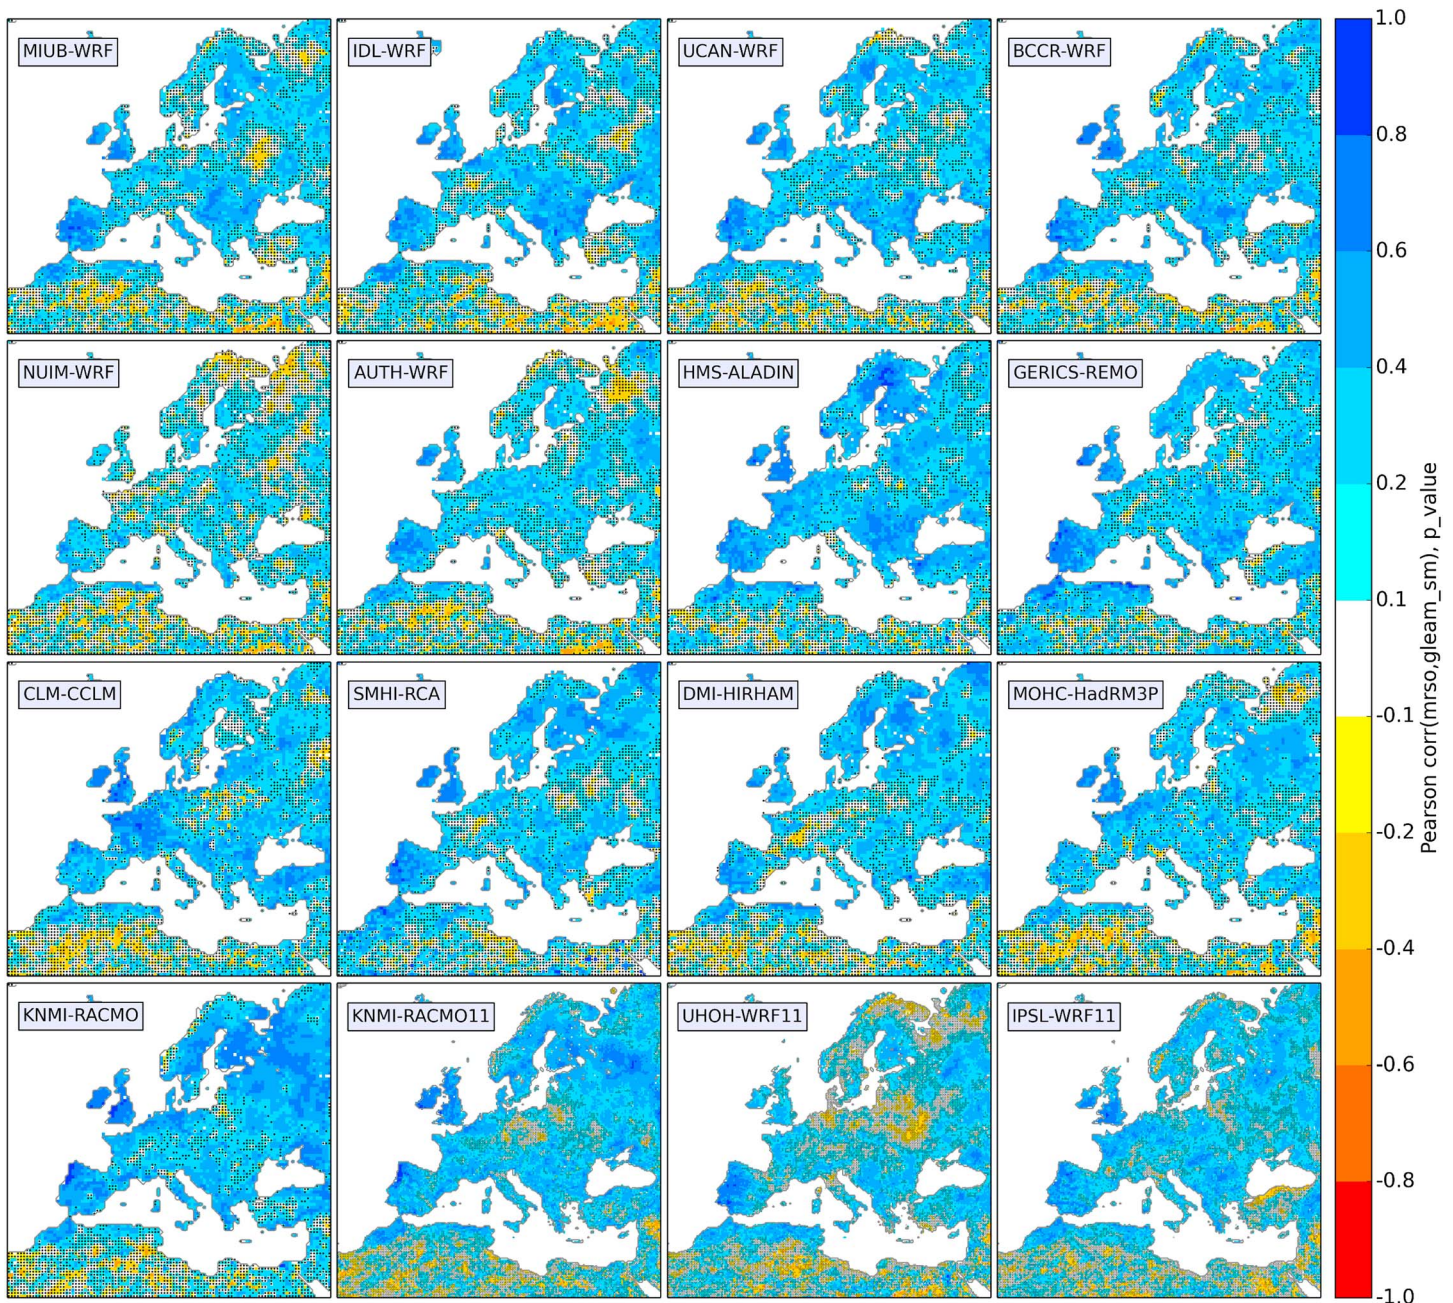 MIUB-WRF
IDL-WRF
UCAN-WRF
BCCR-WRF
NUIM-WRF
AUTH-WRF
HMS-ALADIN
GERICS-REMO
CLM-CCLM
SMHI-RCA
DMI-HIRHAM
MOHC-HadRM3P
KNMI-RACMO
KNMI-RACMO11
UHOH-WRF11
IPSL-WRF11
1.0
0.8
0.6
0.4
0.2
0.1
-0.1
-0.2
-0.4
-0.6
-0.8
-1.0
Pearson corr(mrso,gleam_sm), p_value